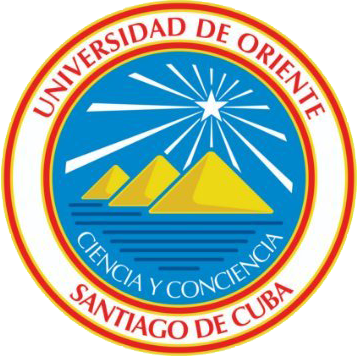 UNIVERSIDAD DE ORIENTE
CIENCIA Y CONCIENCIA
SANTIAGO DE CUBA